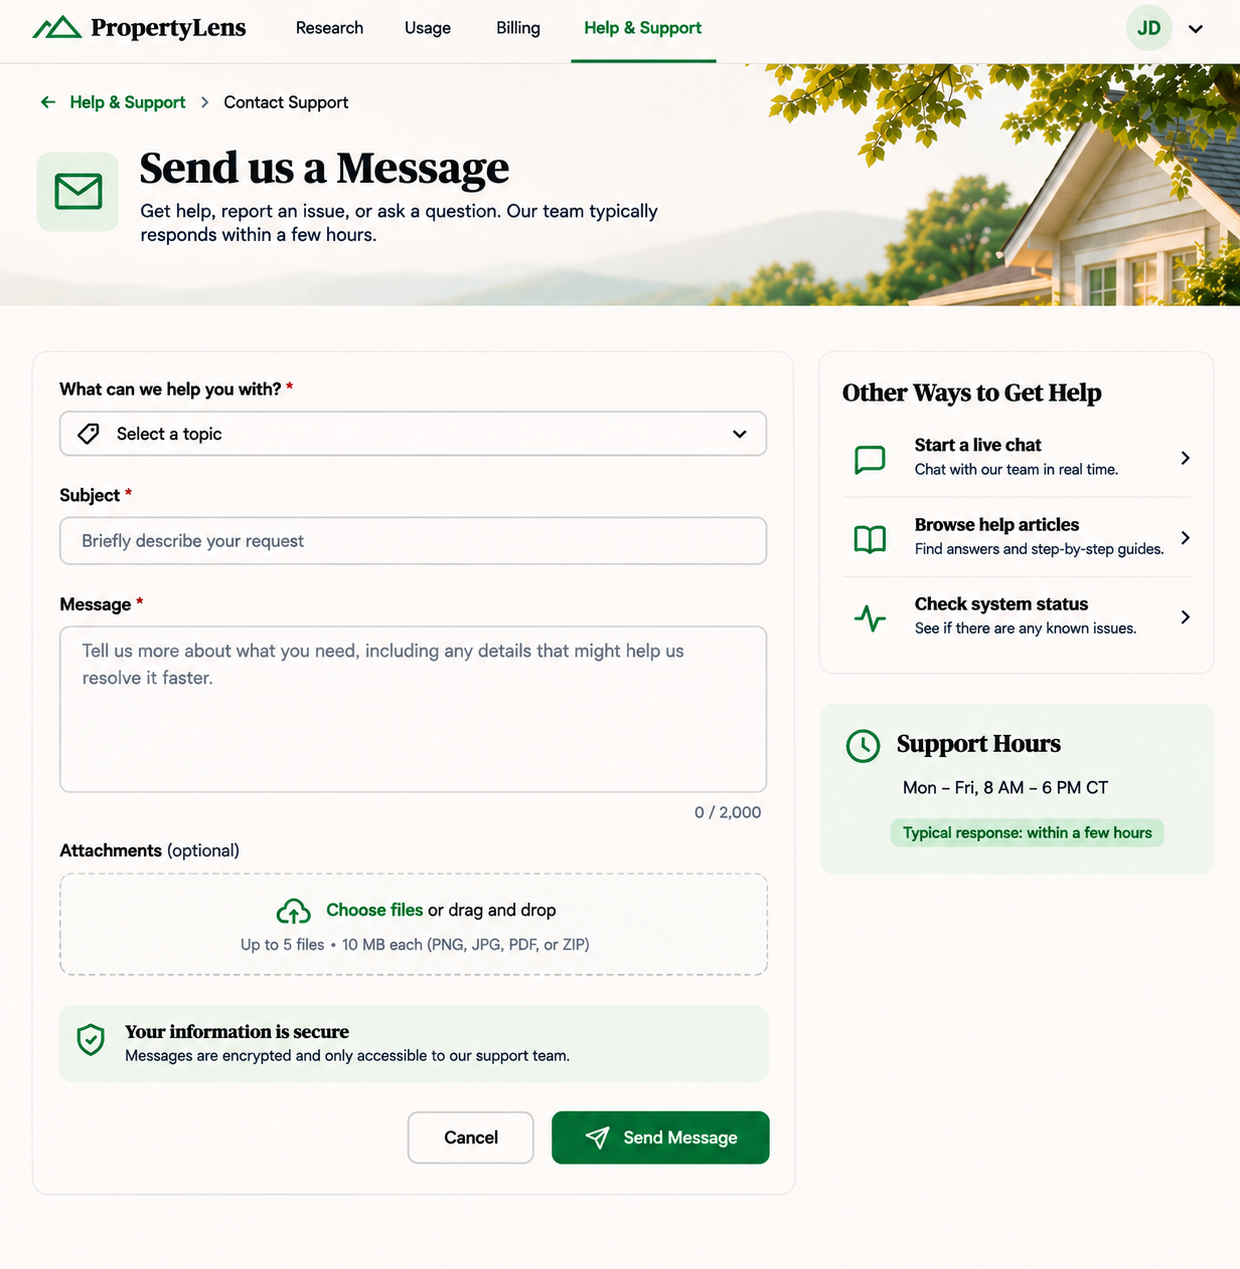 PropertyLens
Research
Usage
Billing
Help & Support
JD
Help & Support
Contact Support
Send us a Message
Get help, report an issue, or ask a question. Our team typically
responds within a few hours.
What can we help you with? *
Select a topic
Subject *
Briefly describe your request
Message *
Tell us more about what you need, including any details that might help us
resolve it faster.
0 / 2,000
Attachments (optional)
Choose files or drag and drop
Up to 5 files • 10 MB each (PNG, JPG, PDF, or ZIP)
Your information is secure
Messages are encrypted and only accessible to our support team.
Cancel
Send Message
Other Ways to Get Help
Start a live chat
Chat with our team in real time.
Browse help articles
Find answers and step-by-step guides.
Check system status
See if there are any known issues.
Support Hours
Mon – Fri, 8 AM – 6 PM CT
Typical response: within a few hours